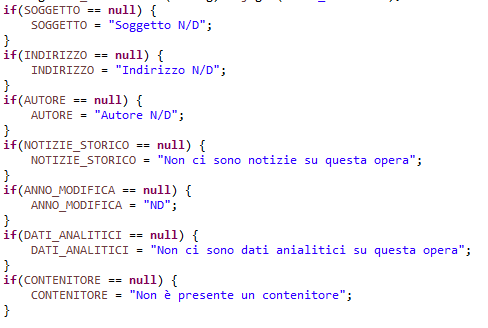 if(SOGGETTO == null) {
SOGGETTO = "Soggetto N/D";
}
if(INDIRIZZO == null) {
INDIRIZZO = "Indirizzo N/D";
}
if(AUTORE == null) {
AUTORE = "Autore N/D";
}
if(NOTIZIE_STORICO == null) {
NOTIZIE_STORICO = "Non ci sono notizie su questa opera";
}
if(ANNO_MODIFICA == null) {
ANNO_MODIFICA = "ND";
}
if(DATI_ANALITICI == null) {
DATI_ANALITICI = "Non ci sono dati anialitici su questa opera";
}
if(CONTENITORE == null) {
CONTENITORE = "Non è presente un contenitore";
}